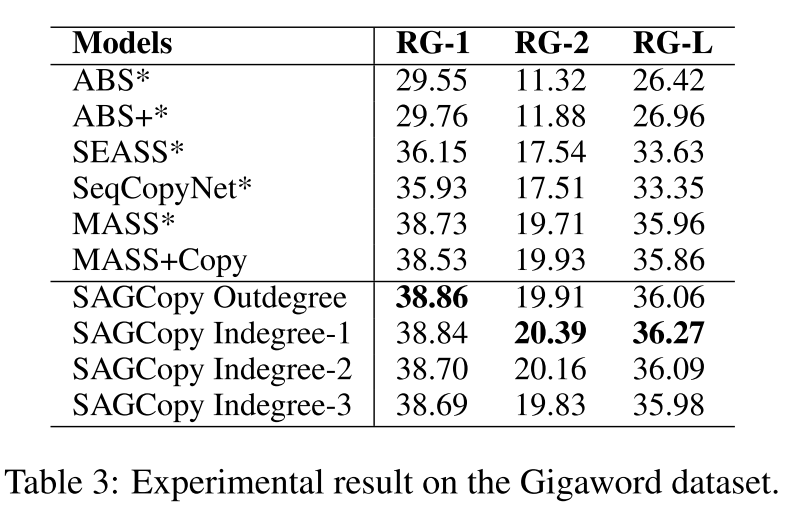 Models RG-1 RG-2 RG-L
ABS* 29.55 11.32 26.42
ABS+* 29.76 11.88 26.96
SEASS* 36.15 17.54 33.63
SeqCopyNet* 35.93 17.51 33.35
MASS* 38.73 19.71 35.96
MASS+Copy 38.53 19.93 35.86
SAGCopy Outdegree 38.86 19.91 36.06
SAGCopy Indegree-1 38.84 20.39 36.27
SAGCopy Indegree-2 38.70 20.16 36.09
SAGCopy Indegree-3 38.69 19.83 35.98
Table 3: Experimental result on the Gigaword dataset.